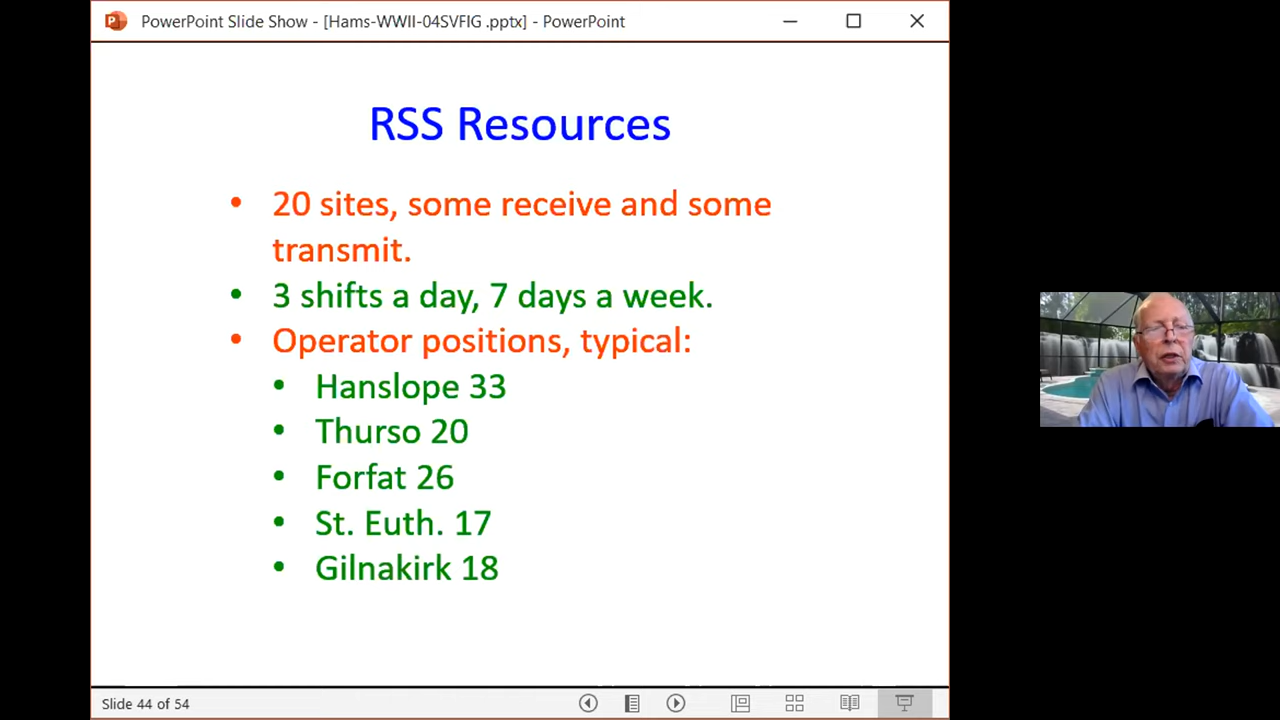 PowerPoint Slide Show - [Hams-WWII-04SVFIG .pptx] - PowerPoint
RSS Resources
• 20 sites, some receive and some
transmit.
• 3 shifts a day, 7 days a week.
• Operator positions, typical:
• Hanslope 33
• Thurso 20
• Forfat 26
• St. Euth. 17
• Gilnakirk 18
Slide 44 of 54